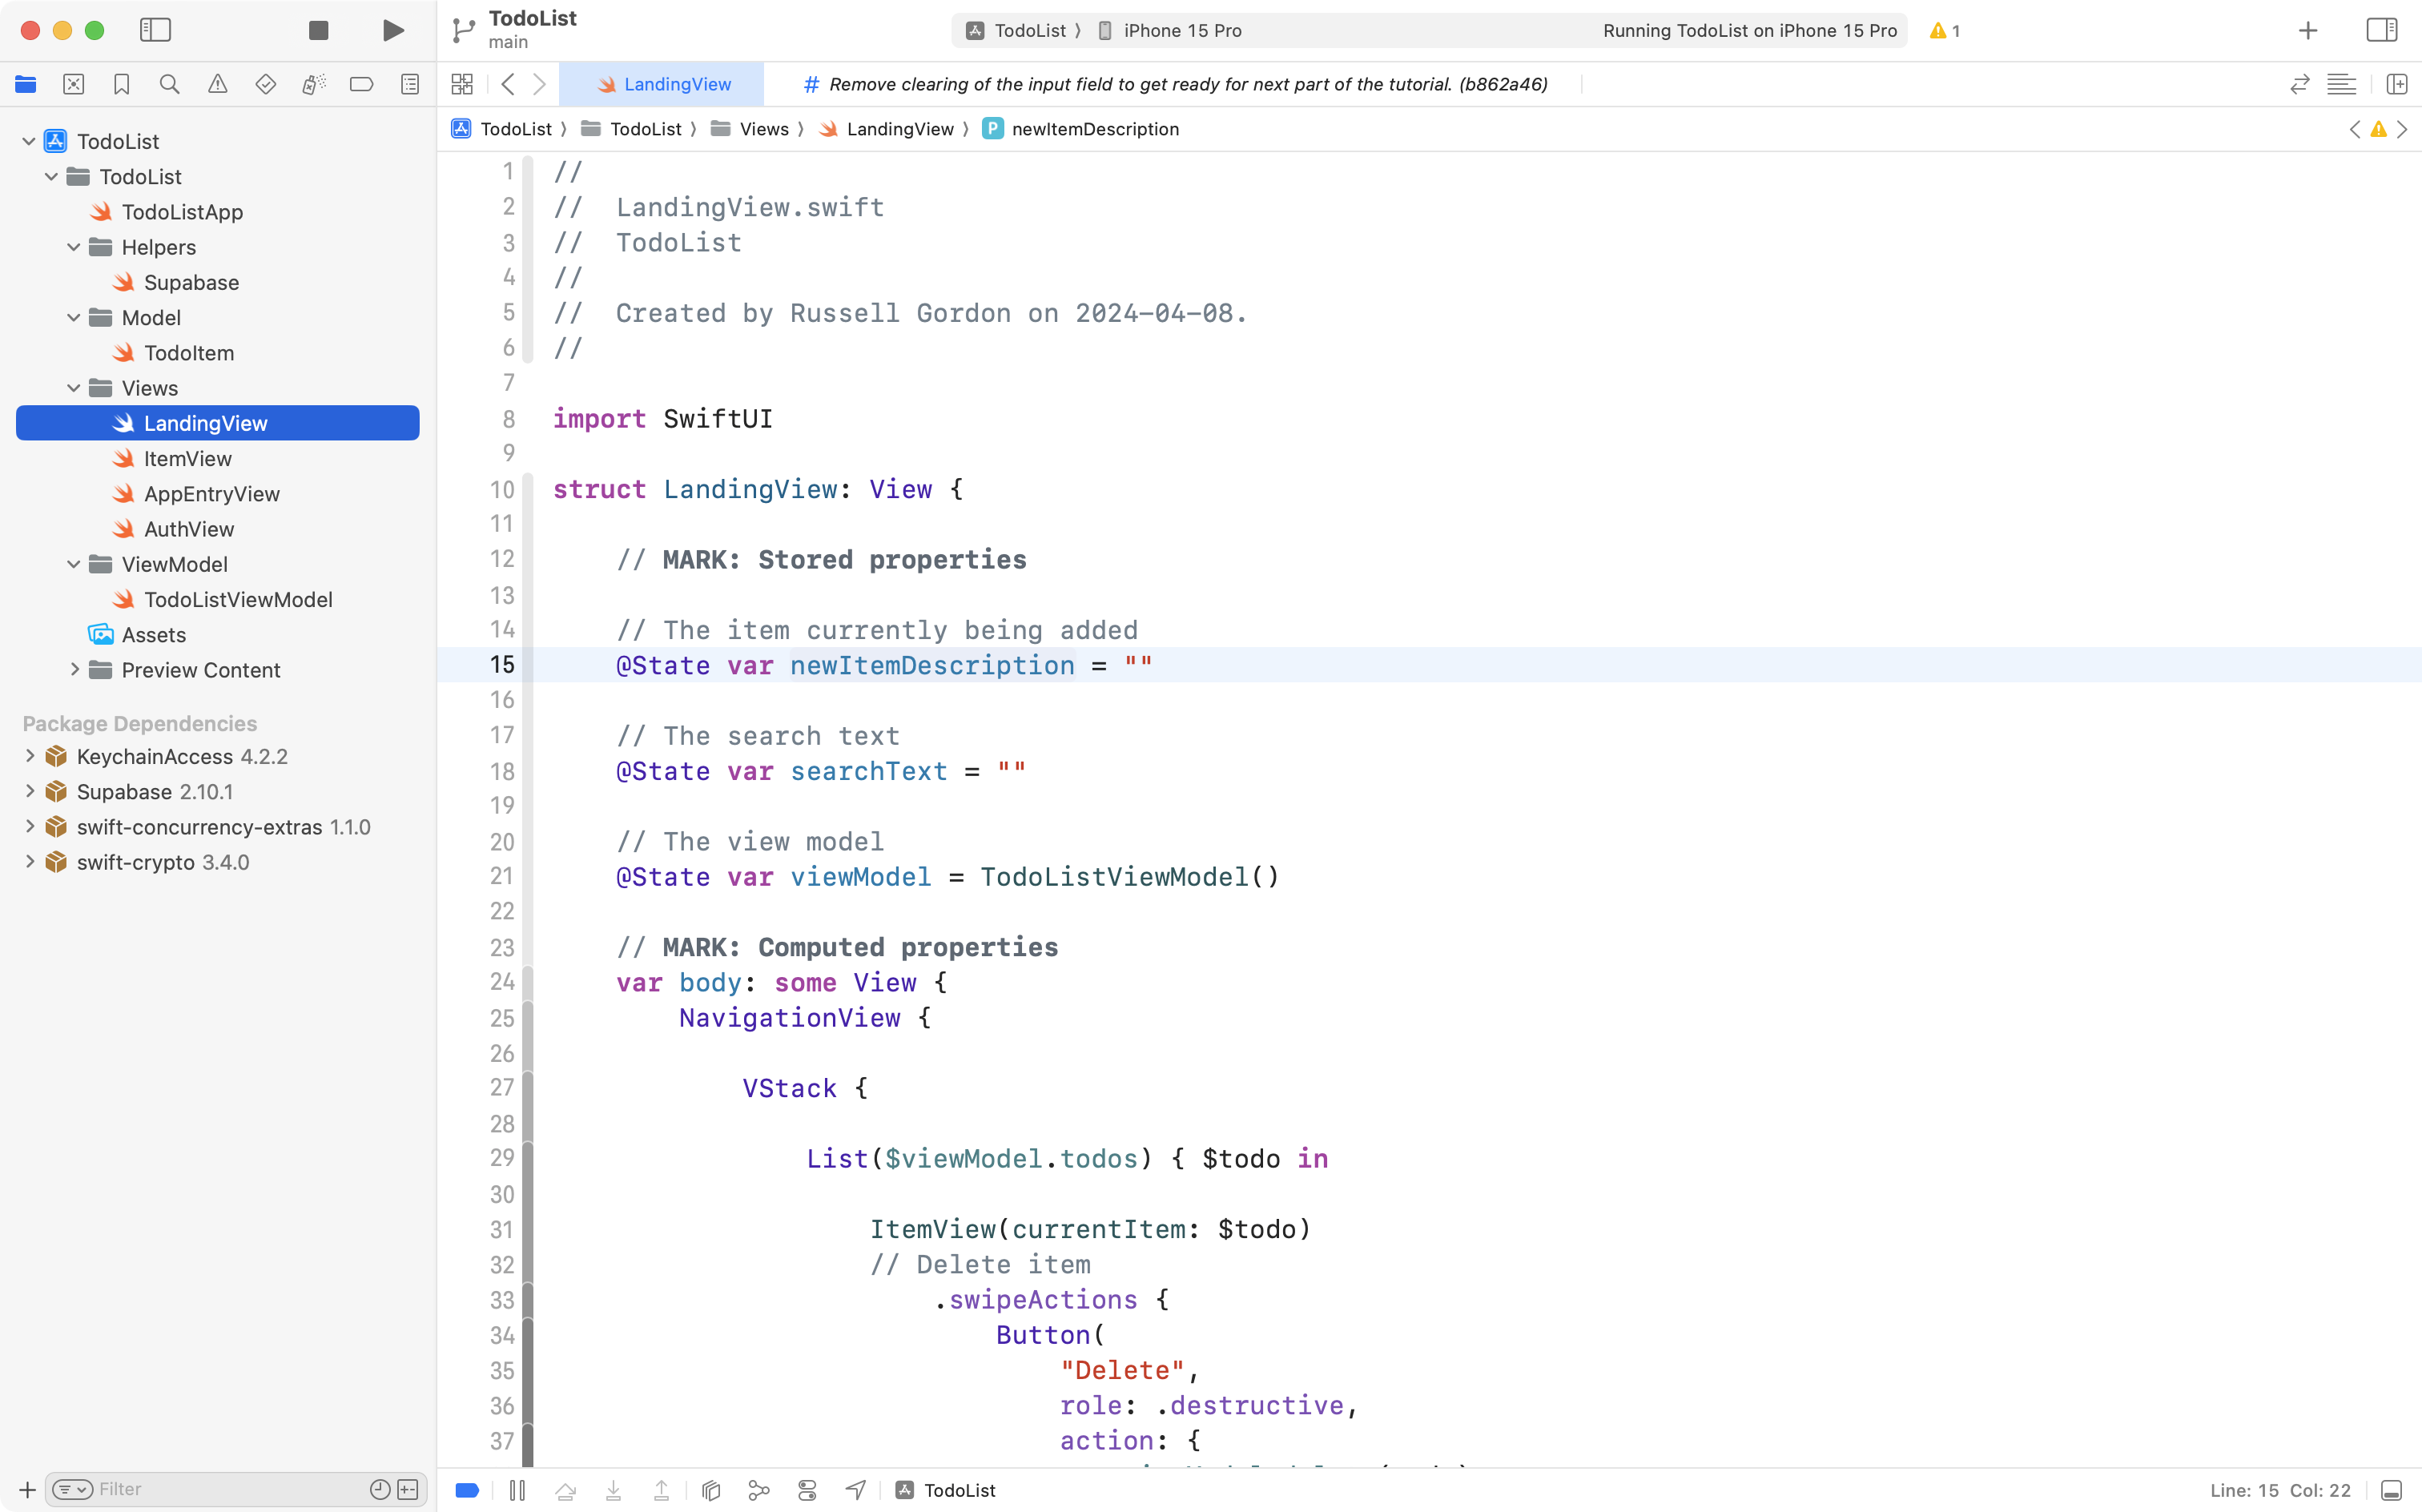 TodoList
main
TodoList 〉 iPhone 15 Pro
Running TodoList on iPhone 15 Pro
1
LandingView
# Remove clearing of the input field to get ready for next part of the tutorial. (b862a46)
TodoList 〉 TodoList 〉 Views 〉 LandingView 〉 P newItemDescription
TodoList
TodoList
TodoListApp
Helpers
Supabase
Model
TodoItem
Views
LandingView
ItemView
AppEntryView
AuthView
ViewModel
TodoListViewModel
Assets
Preview Content
Package Dependencies
KeychainAccess 4.2.2
Supabase 2.10.1
swift-concurrency-extras 1.1.0
swift-crypto 3.4.0
Filter
1 //
2 //  LandingView.swift
3 //  TodoList
4 //
5 //  Created by Russell Gordon on 2024-04-08.
6 //
7
8 import SwiftUI
9
10 struct LandingView: View {
11
12     // MARK: Stored properties
13
14     // The item currently being added
15     @State var newItemDescription = ""
16
17     // The search text
18     @State var searchText = ""
19
20     // The view model
21     @State var viewModel = TodoListViewModel()
22
23     // MARK: Computed properties
24     var body: some View {
25         NavigationView {
26
27             VStack {
28
29                 List($viewModel.todos) { $todo in
30
31                     ItemView(currentItem: $todo)
32                     // Delete item
33                         .swipeActions {
34                             Button(
35                                 "Delete",
36                                 role: .destructive,
37                                 action: {
TodoList
Line: 15  Col: 22